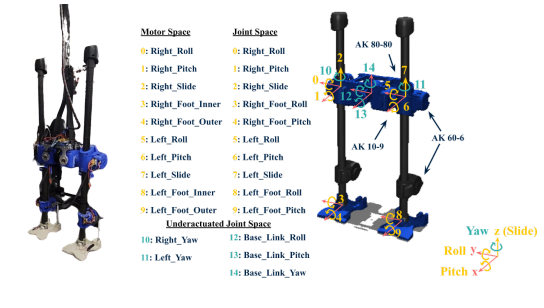 Motor Space
0: Right_Roll
1: Right_Pitch
2: Right_Slide
3: Right_Foot_Inner
4: Right_Foot_Outer
5: Left_Roll
6: Left_Pitch
7: Left_Slide
8: Left_Foot_Inner
9: Left_Foot_Outer
Joint Space
0: Right_Roll
1: Right_Pitch
2: Right_Slide
3: Right_Foot_Roll
4: Right_Foot_Pitch
5: Left_Roll
6: Left_Pitch
7: Left_Slide
8: Left_Foot_Roll
9: Left_Foot_Pitch
Underactuated Joint Space
10: Right_Yaw
11: Left_Yaw
12: Base_Link_Roll
13: Base_Link_Pitch
14: Base_Link_Yaw
AK 80-80
2
7
10
14
11
0
5
1
12
6
13
AK 10-9
AK 60-6
3
4
8
9
Yaw z (Slide)
Roll y
Pitch x